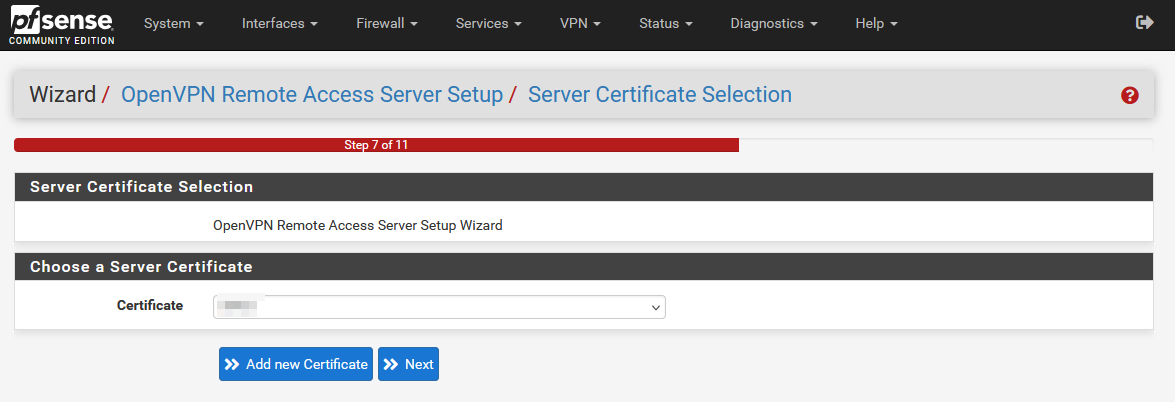 pfsense
COMMUNITY EDITION
System Interfaces Firewall Services VPN Status Diagnostics Help
Wizard / OpenVPN Remote Access Server Setup / Server Certificate Selection
Step 7 of 11
Server Certificate Selection
OpenVPN Remote Access Server Setup Wizard
Choose a Server Certificate
Certificate
Add new Certificate Next